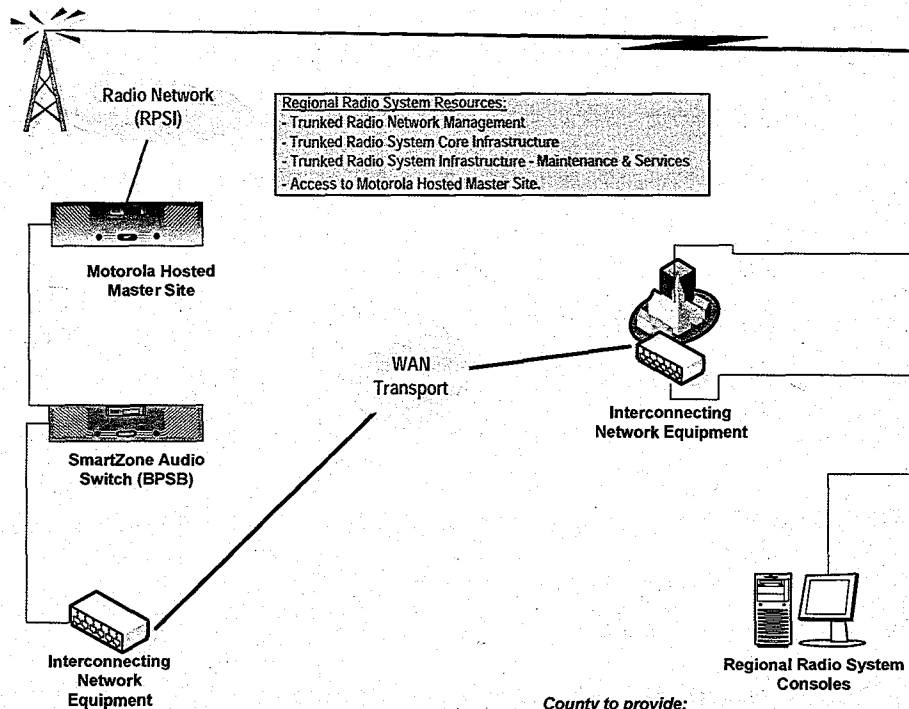 Radio Network
(RPSI)
Regional Radio System Resources:
- Trunked Radio Network Management
- Trunked Radio System Core Infrastructure
- Trunked Radio System Infrastructure - Maintenance & Services
- Access to Motorola Hosted Master Site.
Motorola Hosted
Master Site
WAN
Transport
Interconnecting
Network Equipment
SmartZone Audio
Switch (BPSB)
Interconnecting
Network
Equipment
Regional Radio System
Consoles
County to provide: